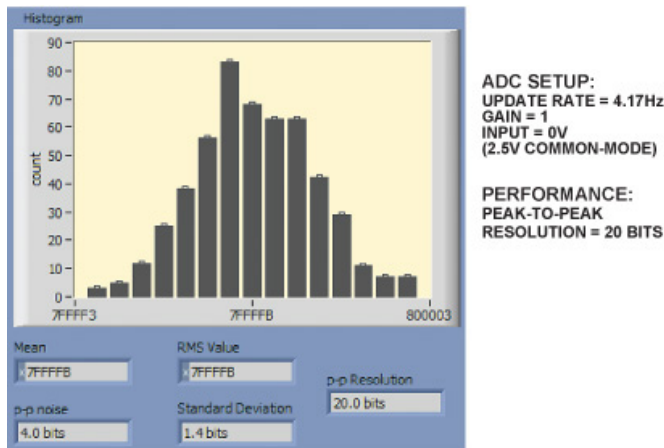 Histogram
90
80
70
60
50
40
30
20
10
0
count
7FFFF3 7FFFFB 800003
Mean
x 7FFFFB
RMS Value
x 7FFFFB
p-p Resolution
20.0 bits
p-p noise
4.0 bits
Standard Deviation
1.4 bits
ADC SETUP:
UPDATE RATE = 4.17Hz
GAIN = 1
INPUT = 0V
(2.5V COMMON-MODE)
PERFORMANCE:
PEAK-TO-PEAK
RESOLUTION = 20 BITS